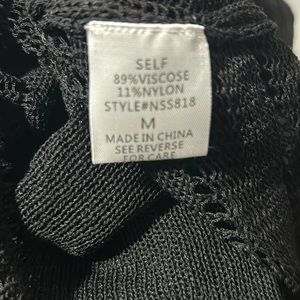 SELF
89%VISCOSE
11%NYLON
STYLE#NSS818
M
MADE IN CHINA
SEE REVERSE
FOR CARE